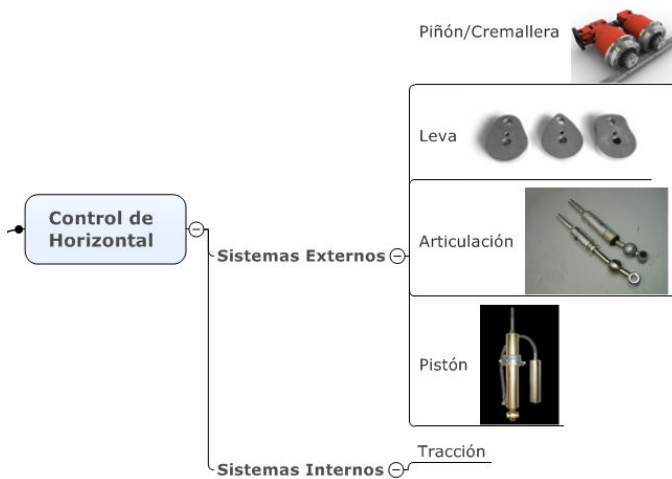 Piñón/Cremallera
Leva
Control de
Horizontal
Sistemas Externos
Articulación
Pistón
Sistemas Internos
Tracción